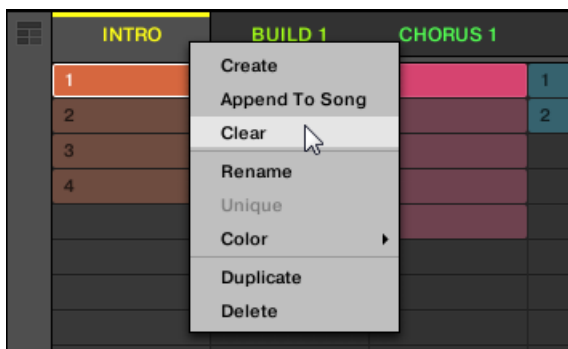 INTRO BUILD 1 CHORUS 1
1 Create 1
Append To Song
2 Clear 2
3
Rename
4
Unique
Color
Duplicate
Delete